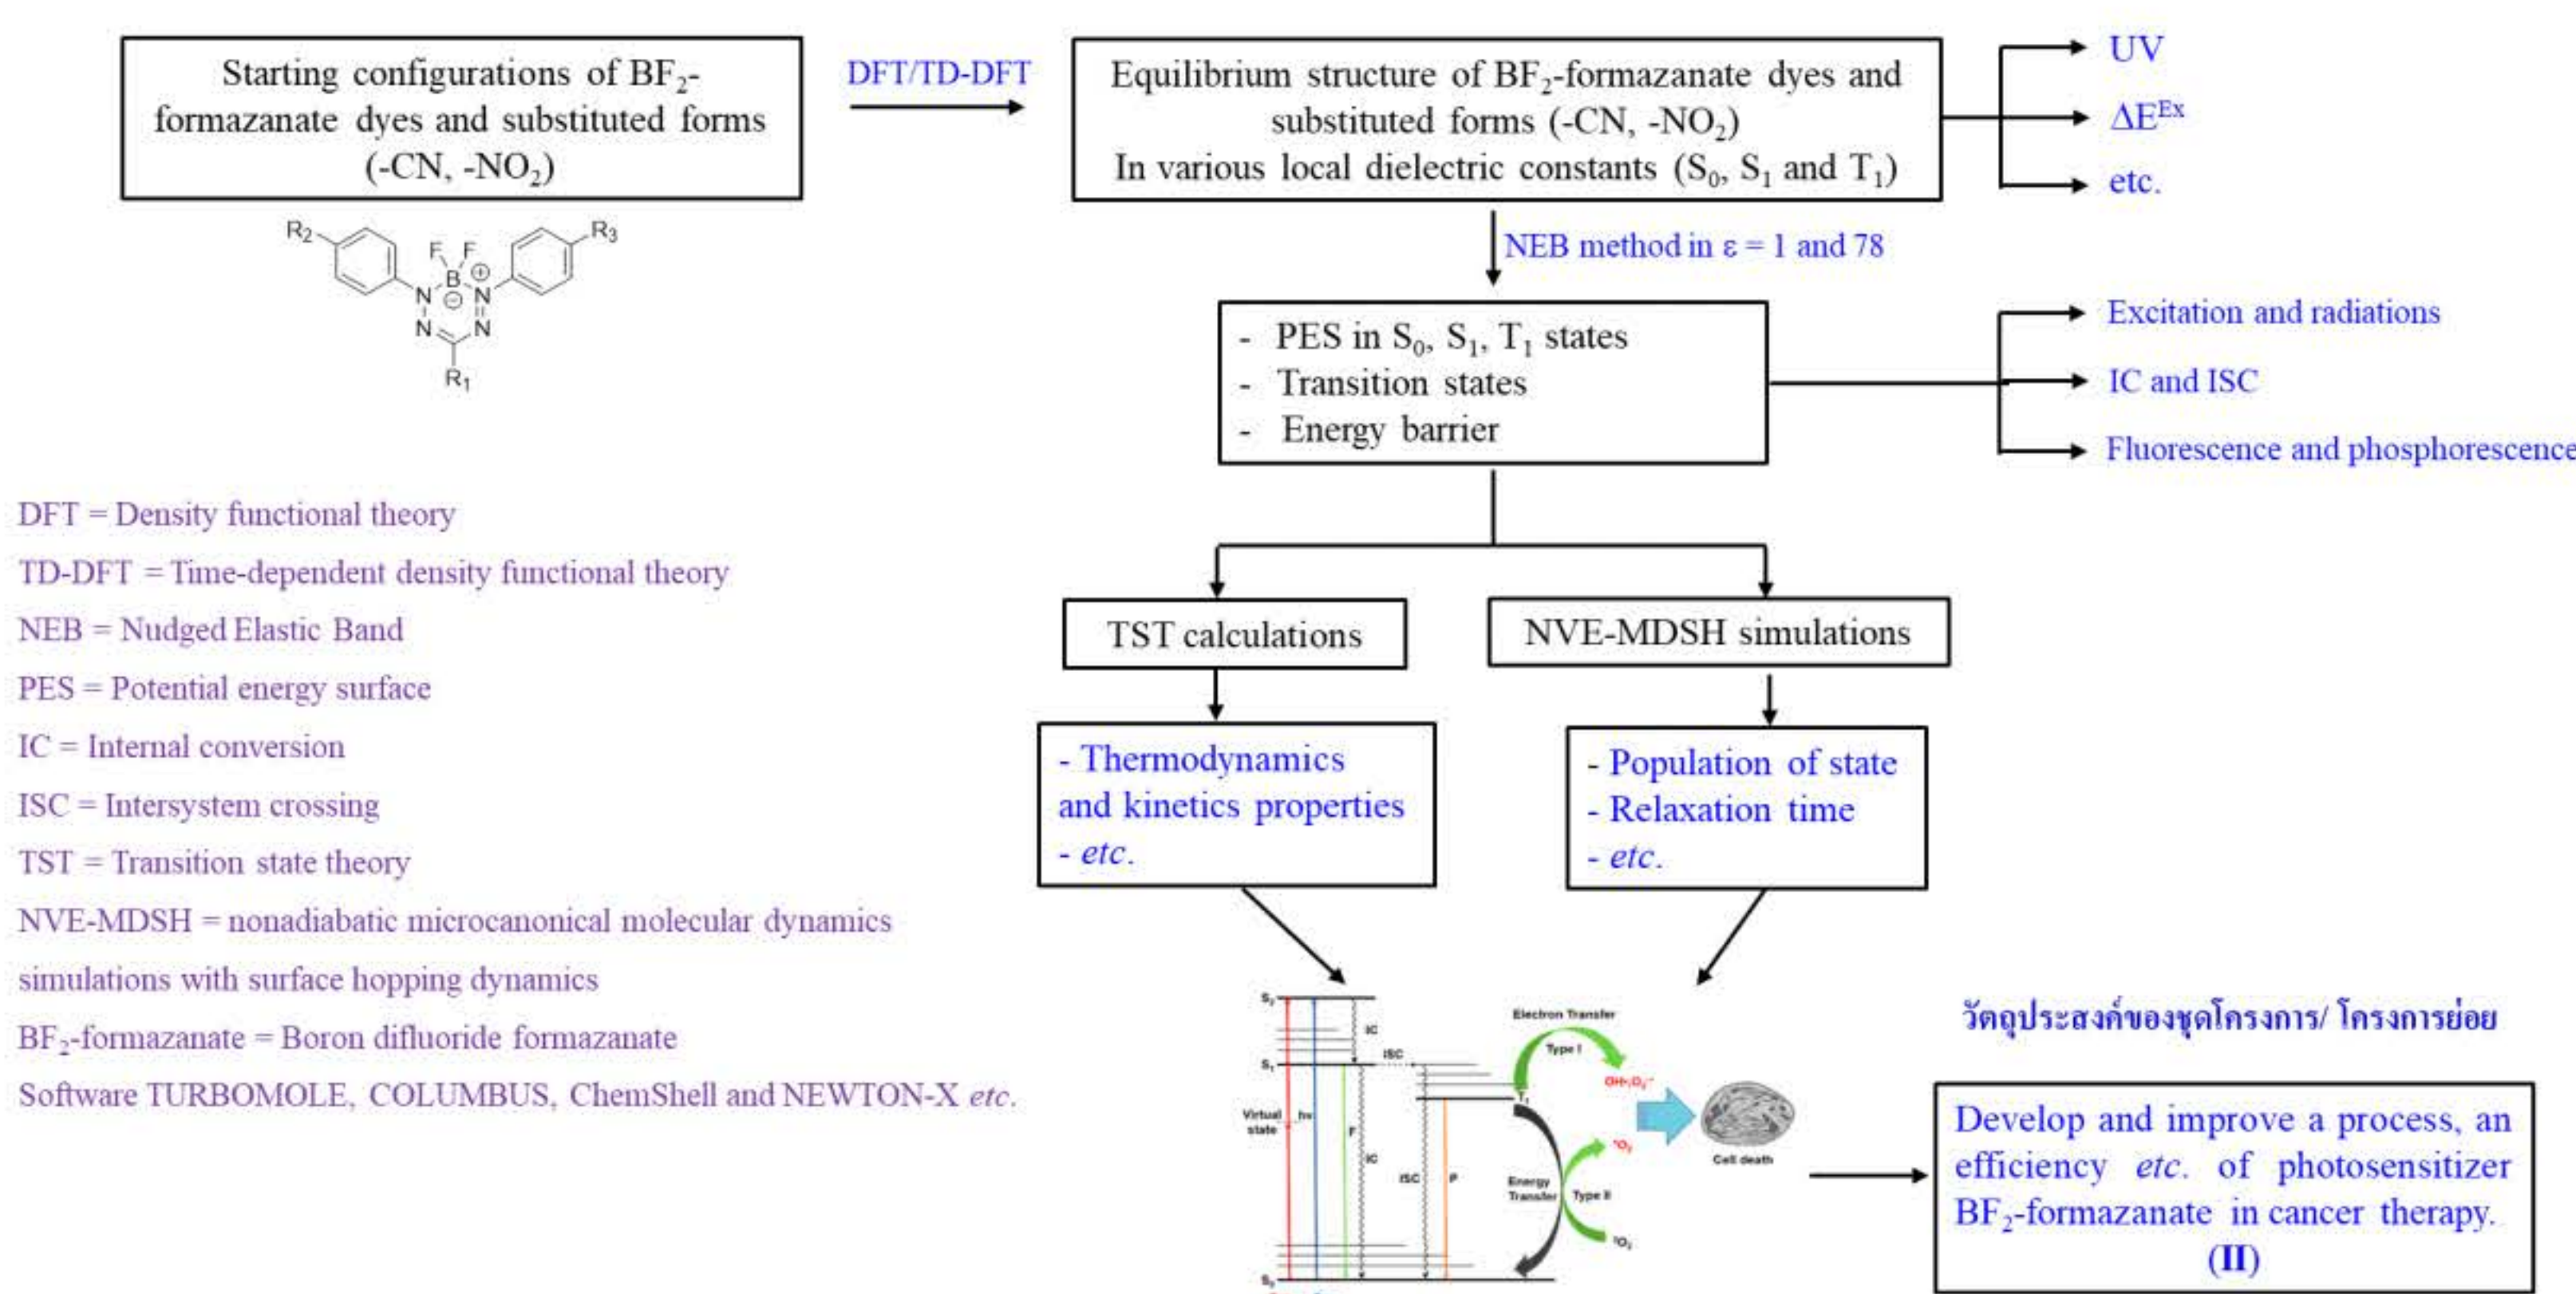 Starting configurations of BF₂-
formazanate dyes and substituted forms
(-CN, -NO₂)
DFT/TD-DFT
Equilibrium structure of BF₂-formazanate dyes and
substituted forms (-CN, -NO₂)
In various local dielectric constants (S₀, S₁ and T₁)
UV
ΔE^Ex
etc.
R₂
R₃
F F
B ⊕
N ⊖ N
N N
R₁
NEB method in ε = 1 and 78
- PES in S₀, S₁, T₁ states
- Transition states
- Energy barrier
Excitation and radiations
IC and ISC
Fluorescence and phosphorescence
DFT = Density functional theory
TD-DFT = Time-dependent density functional theory
NEB = Nudged Elastic Band
PES = Potential energy surface
IC = Internal conversion
ISC = Intersystem crossing
TST = Transition state theory
NVE-MDSH = nonadiabatic microcanonical molecular dynamics
simulations with surface hopping dynamics
BF₂-formazanate = Boron difluoride formazanate
Software TURBOMOLE, COLUMBUS, ChemShell and NEWTON-X etc.
TST calculations
NVE-MDSH simulations
- Thermodynamics
and kinetics properties
- etc.
- Population of state
- Relaxation time
- etc.
S₂
IC
S₁
ISC
Virtual
state
hv
F
IC
ISC
P
T₁
S₀
Electron Transfer
Type I
Energy
Transfer
Type II
¹O₂
³O₂
Cell death
วัตถุประสงค์ของชุดโครงการ/ โครงการย่อย
Develop and improve a process, an
efficiency etc. of photosensitizer
BF₂-formazanate in cancer therapy.
(II)